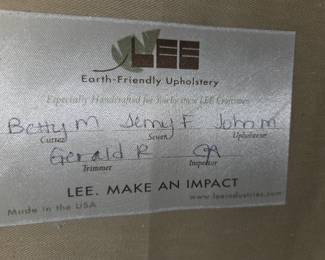 LEE
Earth-Friendly Upholstery
Especially Handcrafted for You by these LEE Craftsmen
Betty M Jerry F John M
Cutter Sewer Upholsterer
Gerald R
Trimmer Inspector
LEE. MAKE AN IMPACT
Made in the USA www.leeindustries.com